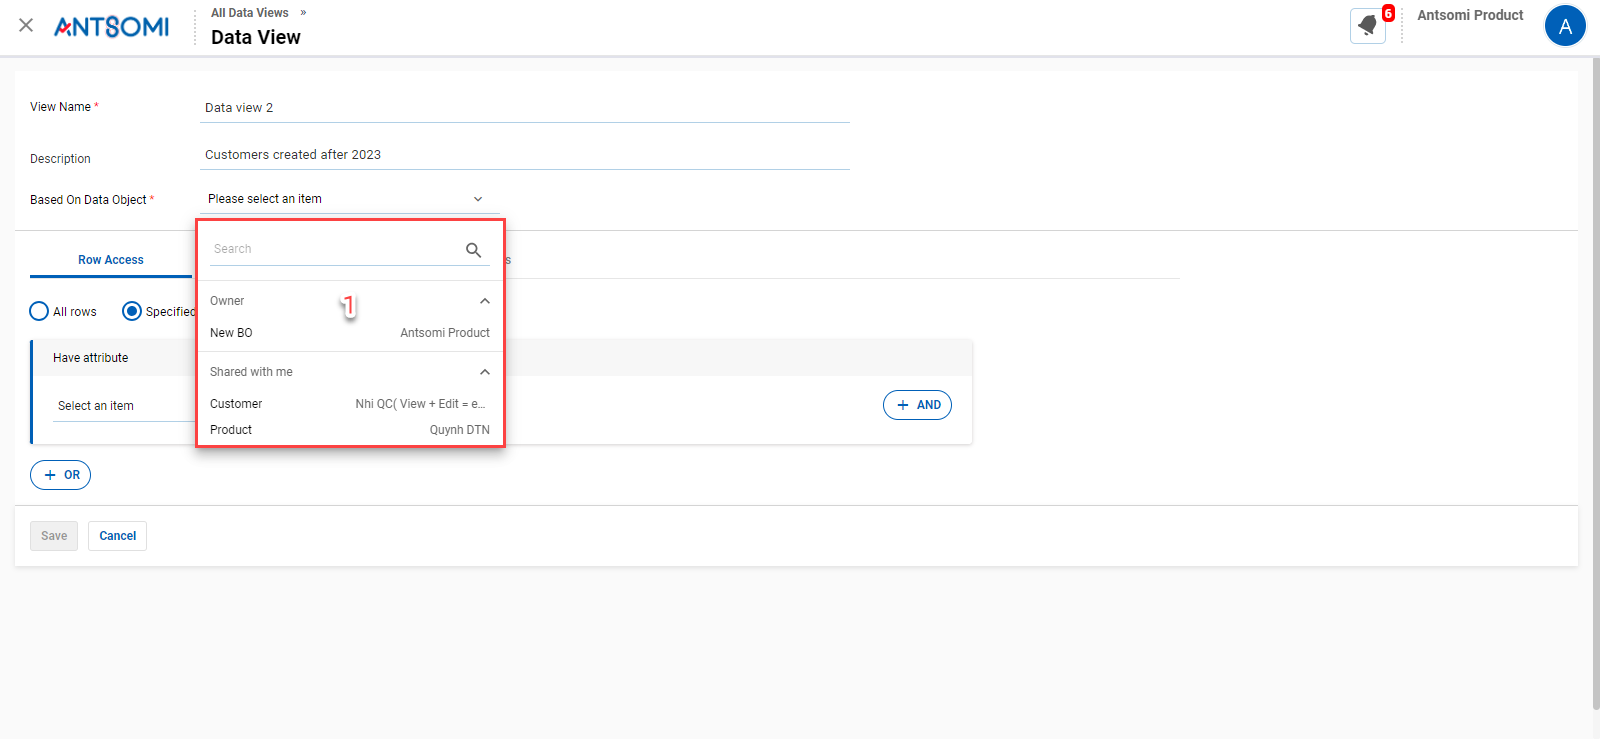 ANTSOMI
All Data Views »
Data View
6
Antsomi Product
A
View Name *
Data view 2
Description
Customers created after 2023
Based On Data Object *
Please select an item
Search
Row Access
s
Owner
1
All rows
Specified
New BO
Antsomi Product
Have attribute
Shared with me
Select an item
Customer
Nhi QC( View + Edit = e...
+ AND
Product
Quynh DTN
+ OR
Save
Cancel